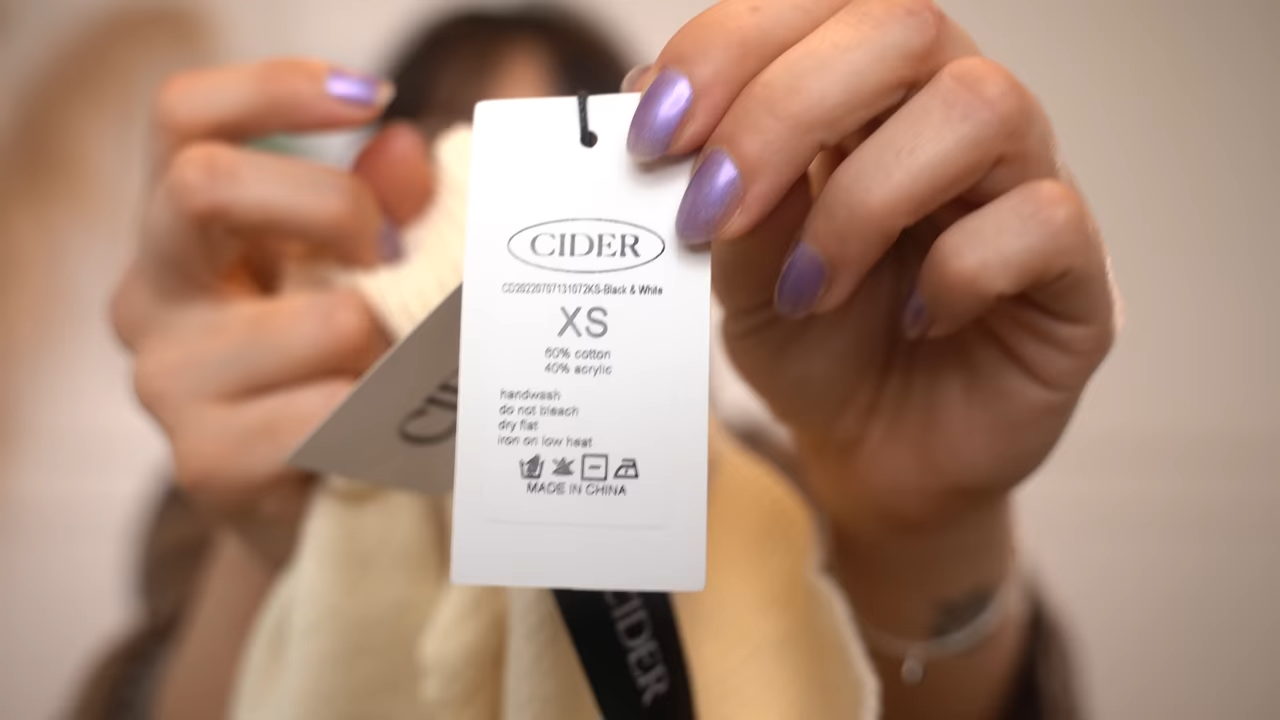 CIDER
CD20220707131072XS-Black & White
XS
60% cotton
40% acrylic
handwash
do not bleach
dry flat
iron on low heat
MADE IN CHINA
CI
CIDER